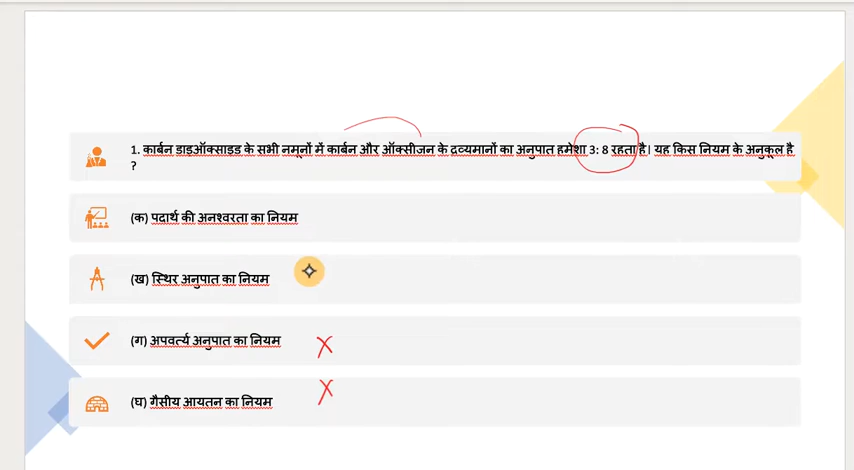 1. कार्बन डाइऑक्साइड के सभी नमूनों में कार्बन और ऑक्सीजन के द्रव्यमानों का अनुपात हमेशा 3: 8 रहता है। यह किस नियम के अनुकूल है
?
(क) पदार्थ की अनश्वरता का नियम
(ख) स्थिर अनुपात का नियम
(ग) अपवर्त्य अनुपात का नियम
(घ) गैसीय आयतन का नियम